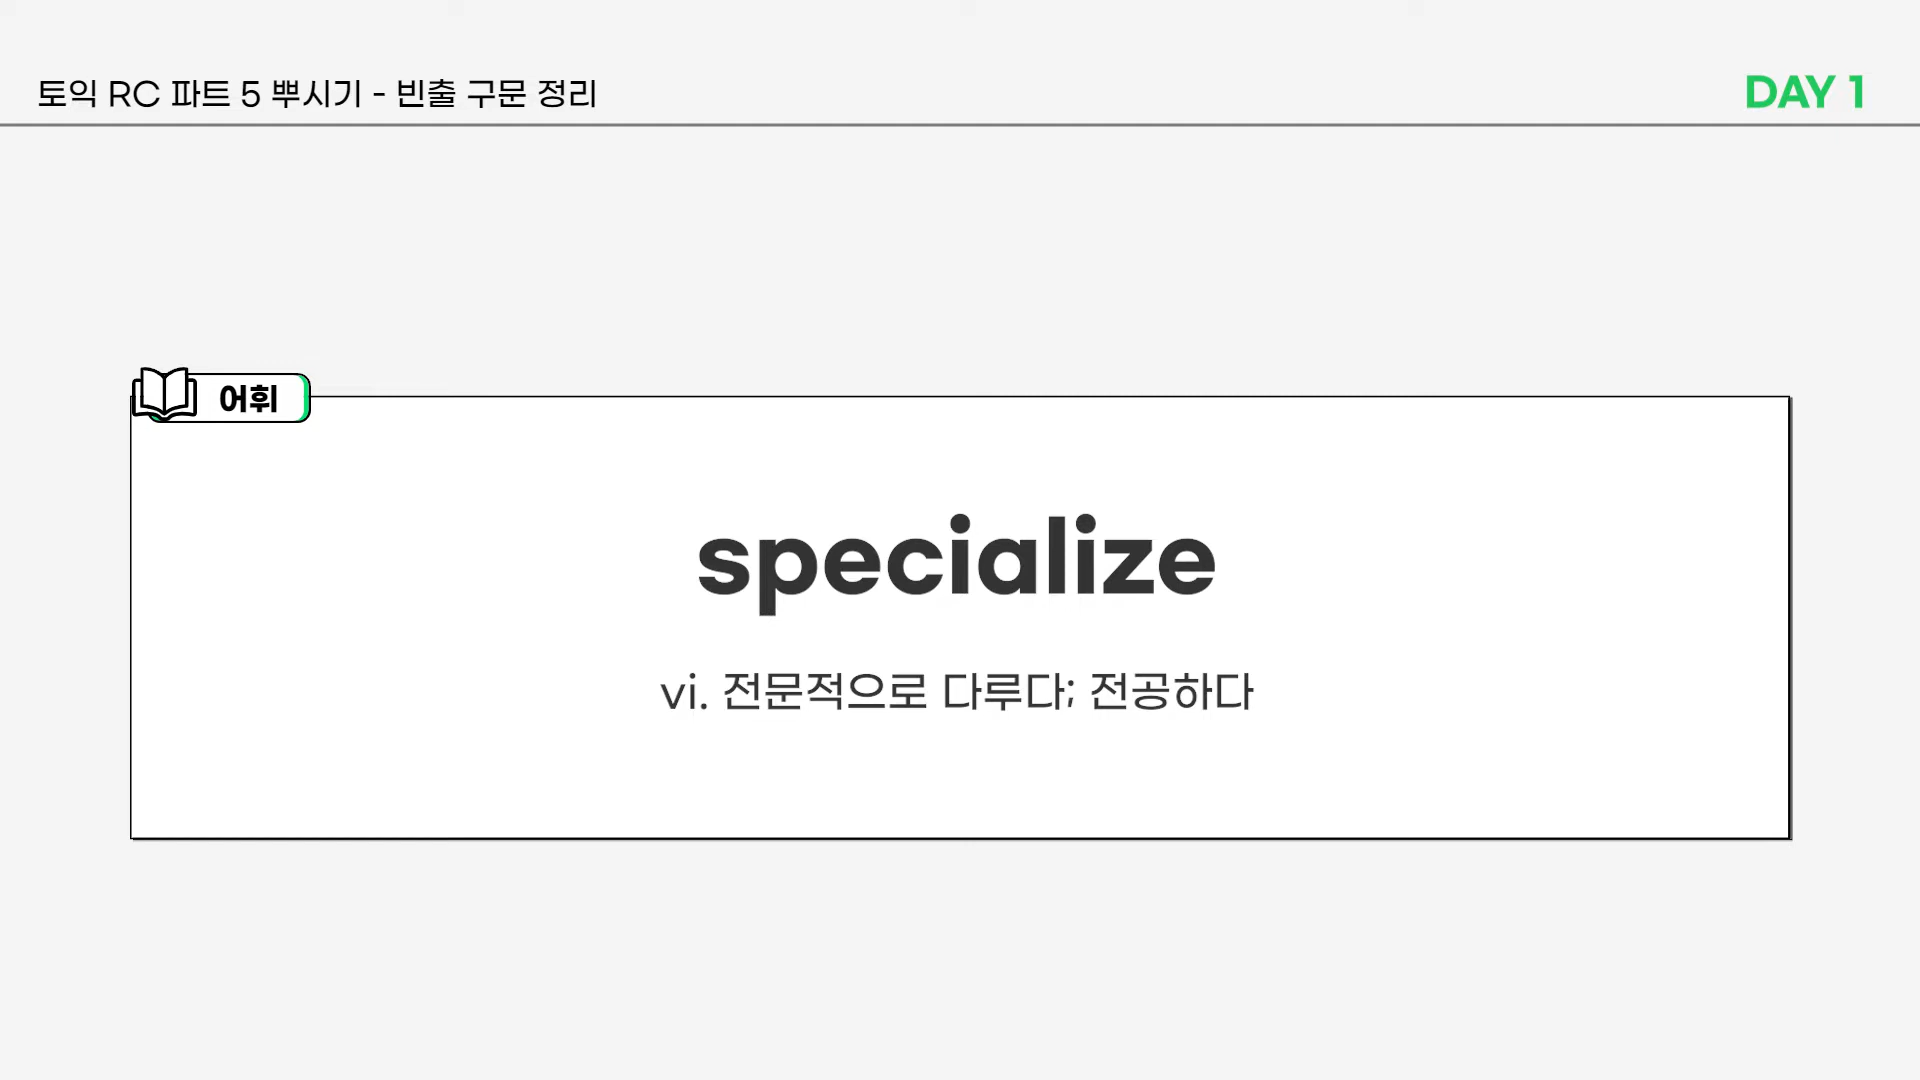 토익 RC 파트 5 뿌시기 - 빈출 구문 정리
DAY 1
어휘
specialize
vi. 전문적으로 다루다; 전공하다